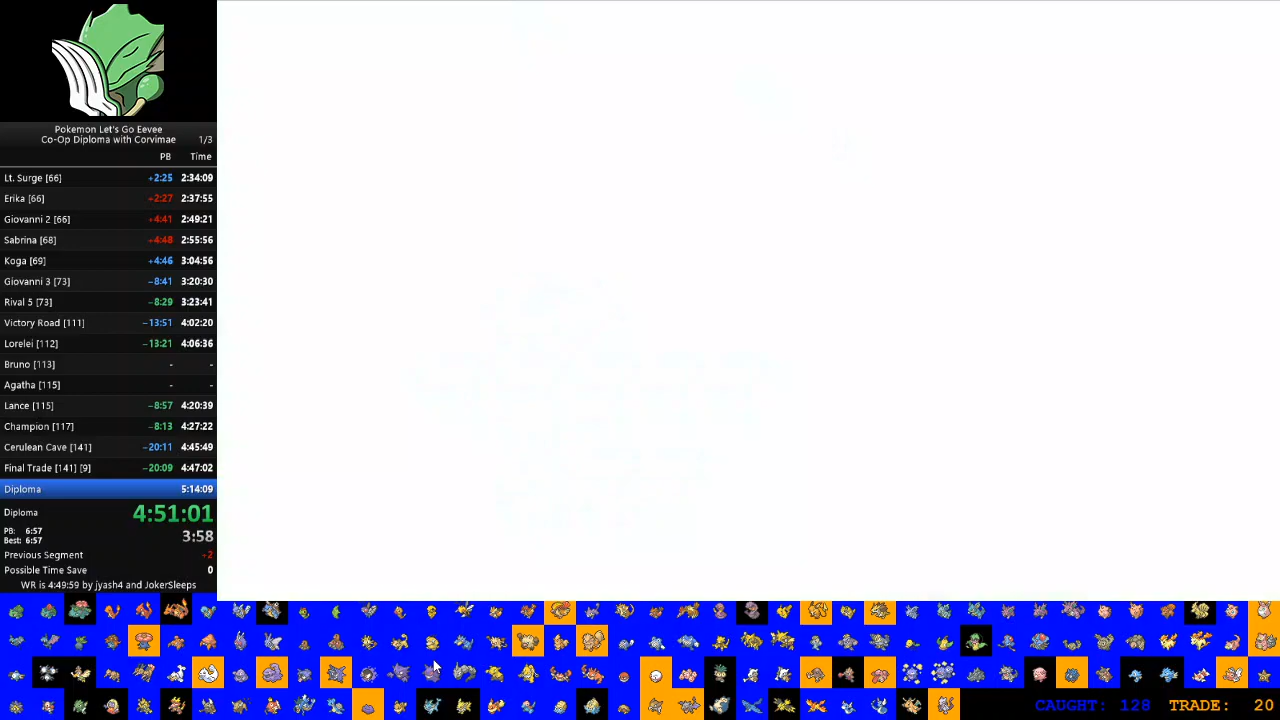 Pokemon Let's Go Eevee
Co-Op Diploma with Corvimae 1/3
PB Time
Lt. Surge [66] +2:25 2:34:09
Erika [66] +2:27 2:37:55
Giovanni 2 [66] +4:41 2:49:21
Sabrina [68] +4:48 2:55:56
Koga [69] +4:46 3:04:56
Giovanni 3 [73] −8:41 3:20:30
Rival 5 [73] −8:29 3:23:41
Victory Road [111] −13:51 4:02:20
Lorelei [112] −13:21 4:06:36
Bruno [113] - -
Agatha [115] - -
Lance [115] −8:57 4:20:39
Champion [117] −8:13 4:27:22
Cerulean Cave [141] −20:11 4:45:49
Final Trade [141] [9] −20:09 4:47:02
Diploma 5:14:09
Diploma 4:51:01
PB: 6:57
Best: 6:57 3:58
Previous Segment +2
Possible Time Save 0
WR is 4:49:59 by jyash4 and JokerSleeps
CAUGHT: 128 TRADE: 20